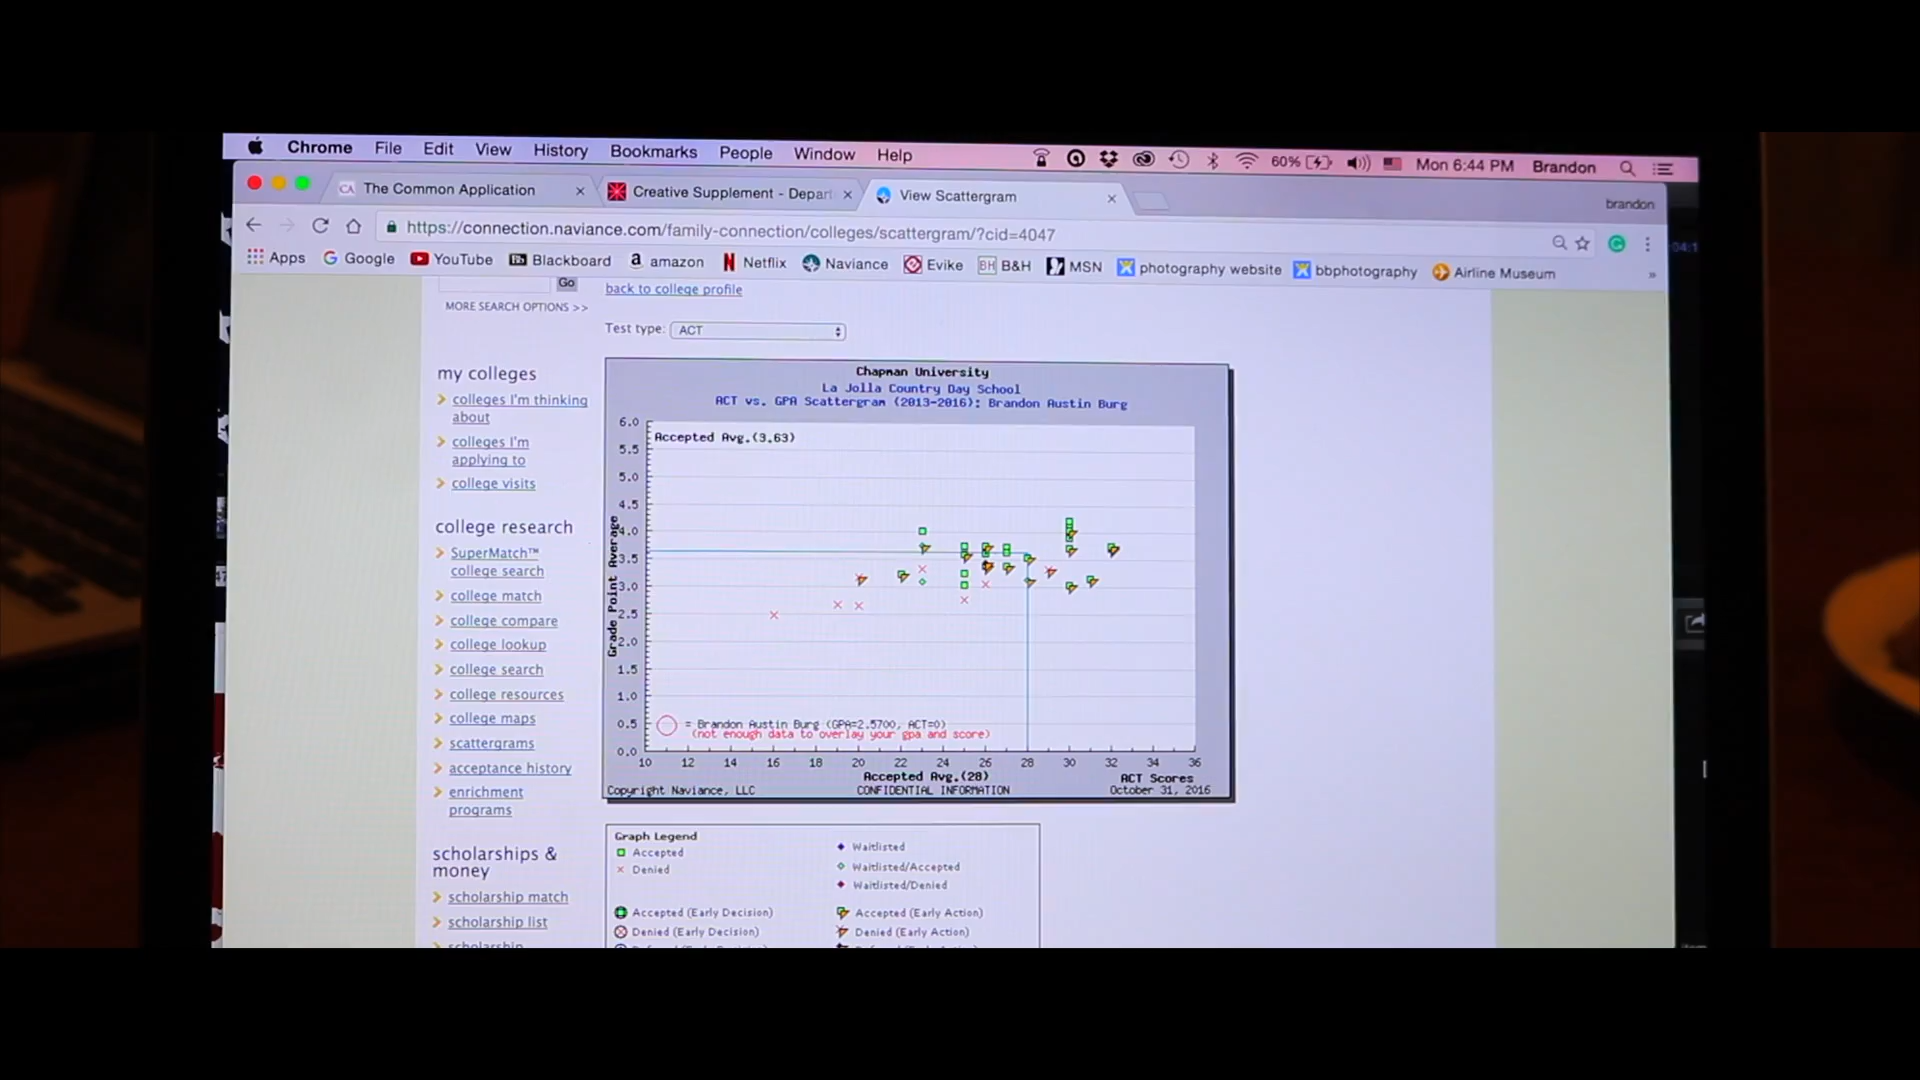 Chrome File Edit View History Bookmarks People Window Help 60% Mon 6:44 PM Brandon
CA The Common Application × Creative Supplement - Depart × View Scattergram × brandon
https://connection.naviance.com/family-connection/colleges/scattergram/?cid=4047
Apps Google YouTube Bb Blackboard amazon Netflix Naviance Evike BH B&H MSN photography website bbphotography Airline Museum »
Go back to college profile
MORE SEARCH OPTIONS >>
Test type: ACT
my colleges
colleges I'm thinking
about
colleges I'm
applying to
college visits
college research
SuperMatch™
college search
college match
college compare
college lookup
college search
college resources
college maps
scattergrams
acceptance history
enrichment
programs
scholarships &
money
scholarship match
scholarship list
scholarship
Chapman University
La Jolla Country Day School
ACT vs. GPA Scattergram (2013-2016): Brandon Austin Burg
Accepted Avg.(3.63)
Grade Point Average
6.0
5.5
5.0
4.5
4.0
3.5
3.0
2.5
2.0
1.5
1.0
0.5
0.0
= Brandon Austin Burg (GPA=2.5700, ACT=0)
(not enough data to overlay your gpa and score)
10 12 14 16 18 20 22 24 26 28 30 32 34 36
Accepted Avg.(28) ACT Scores
Copyright Naviance, LLC CONFIDENTIAL INFORMATION October 31, 2016
Graph Legend
Accepted Waitlisted
Denied Waitlisted/Accepted
Waitlisted/Denied
Accepted (Early Decision) Accepted (Early Action)
Denied (Early Decision) Denied (Early Action)